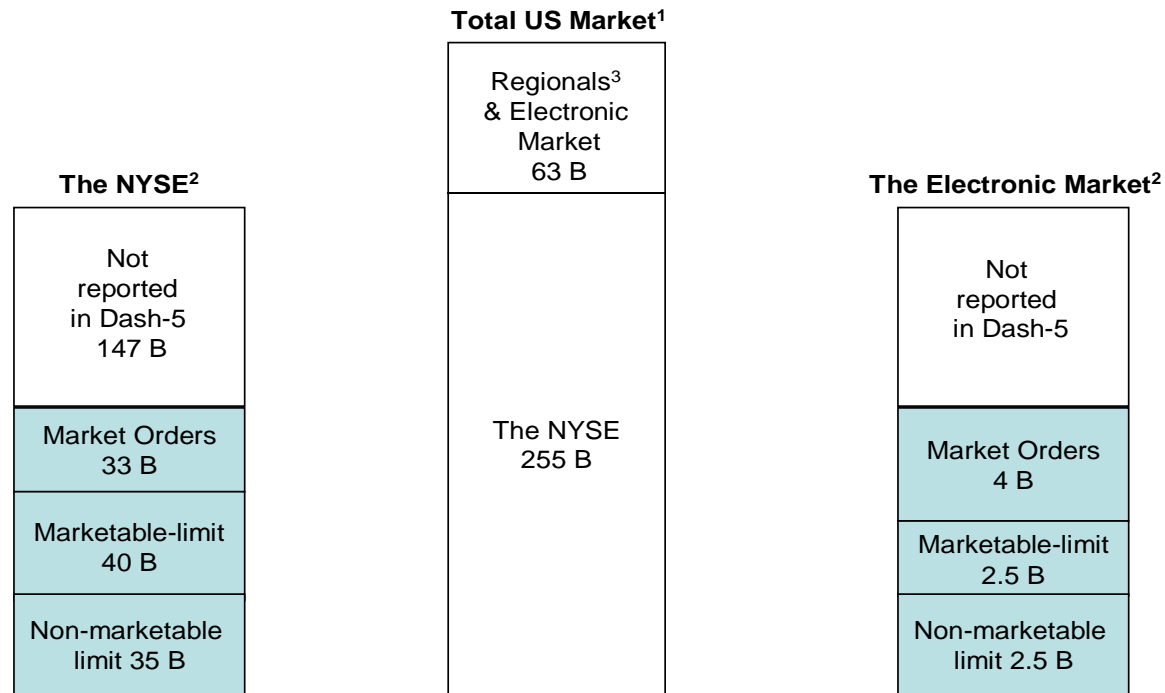 Total US Market¹
Regionals³
& Electronic
Market
63 B
The NYSE
255 B
The NYSE²
Not
reported
in Dash-5
147 B
Market Orders
33 B
Marketable-limit
40 B
Non-marketable
limit 35 B
The Electronic Market²
Not
reported
in Dash-5
Market Orders
4 B
Marketable-limit
2.5 B
Non-marketable
limit 2.5 B